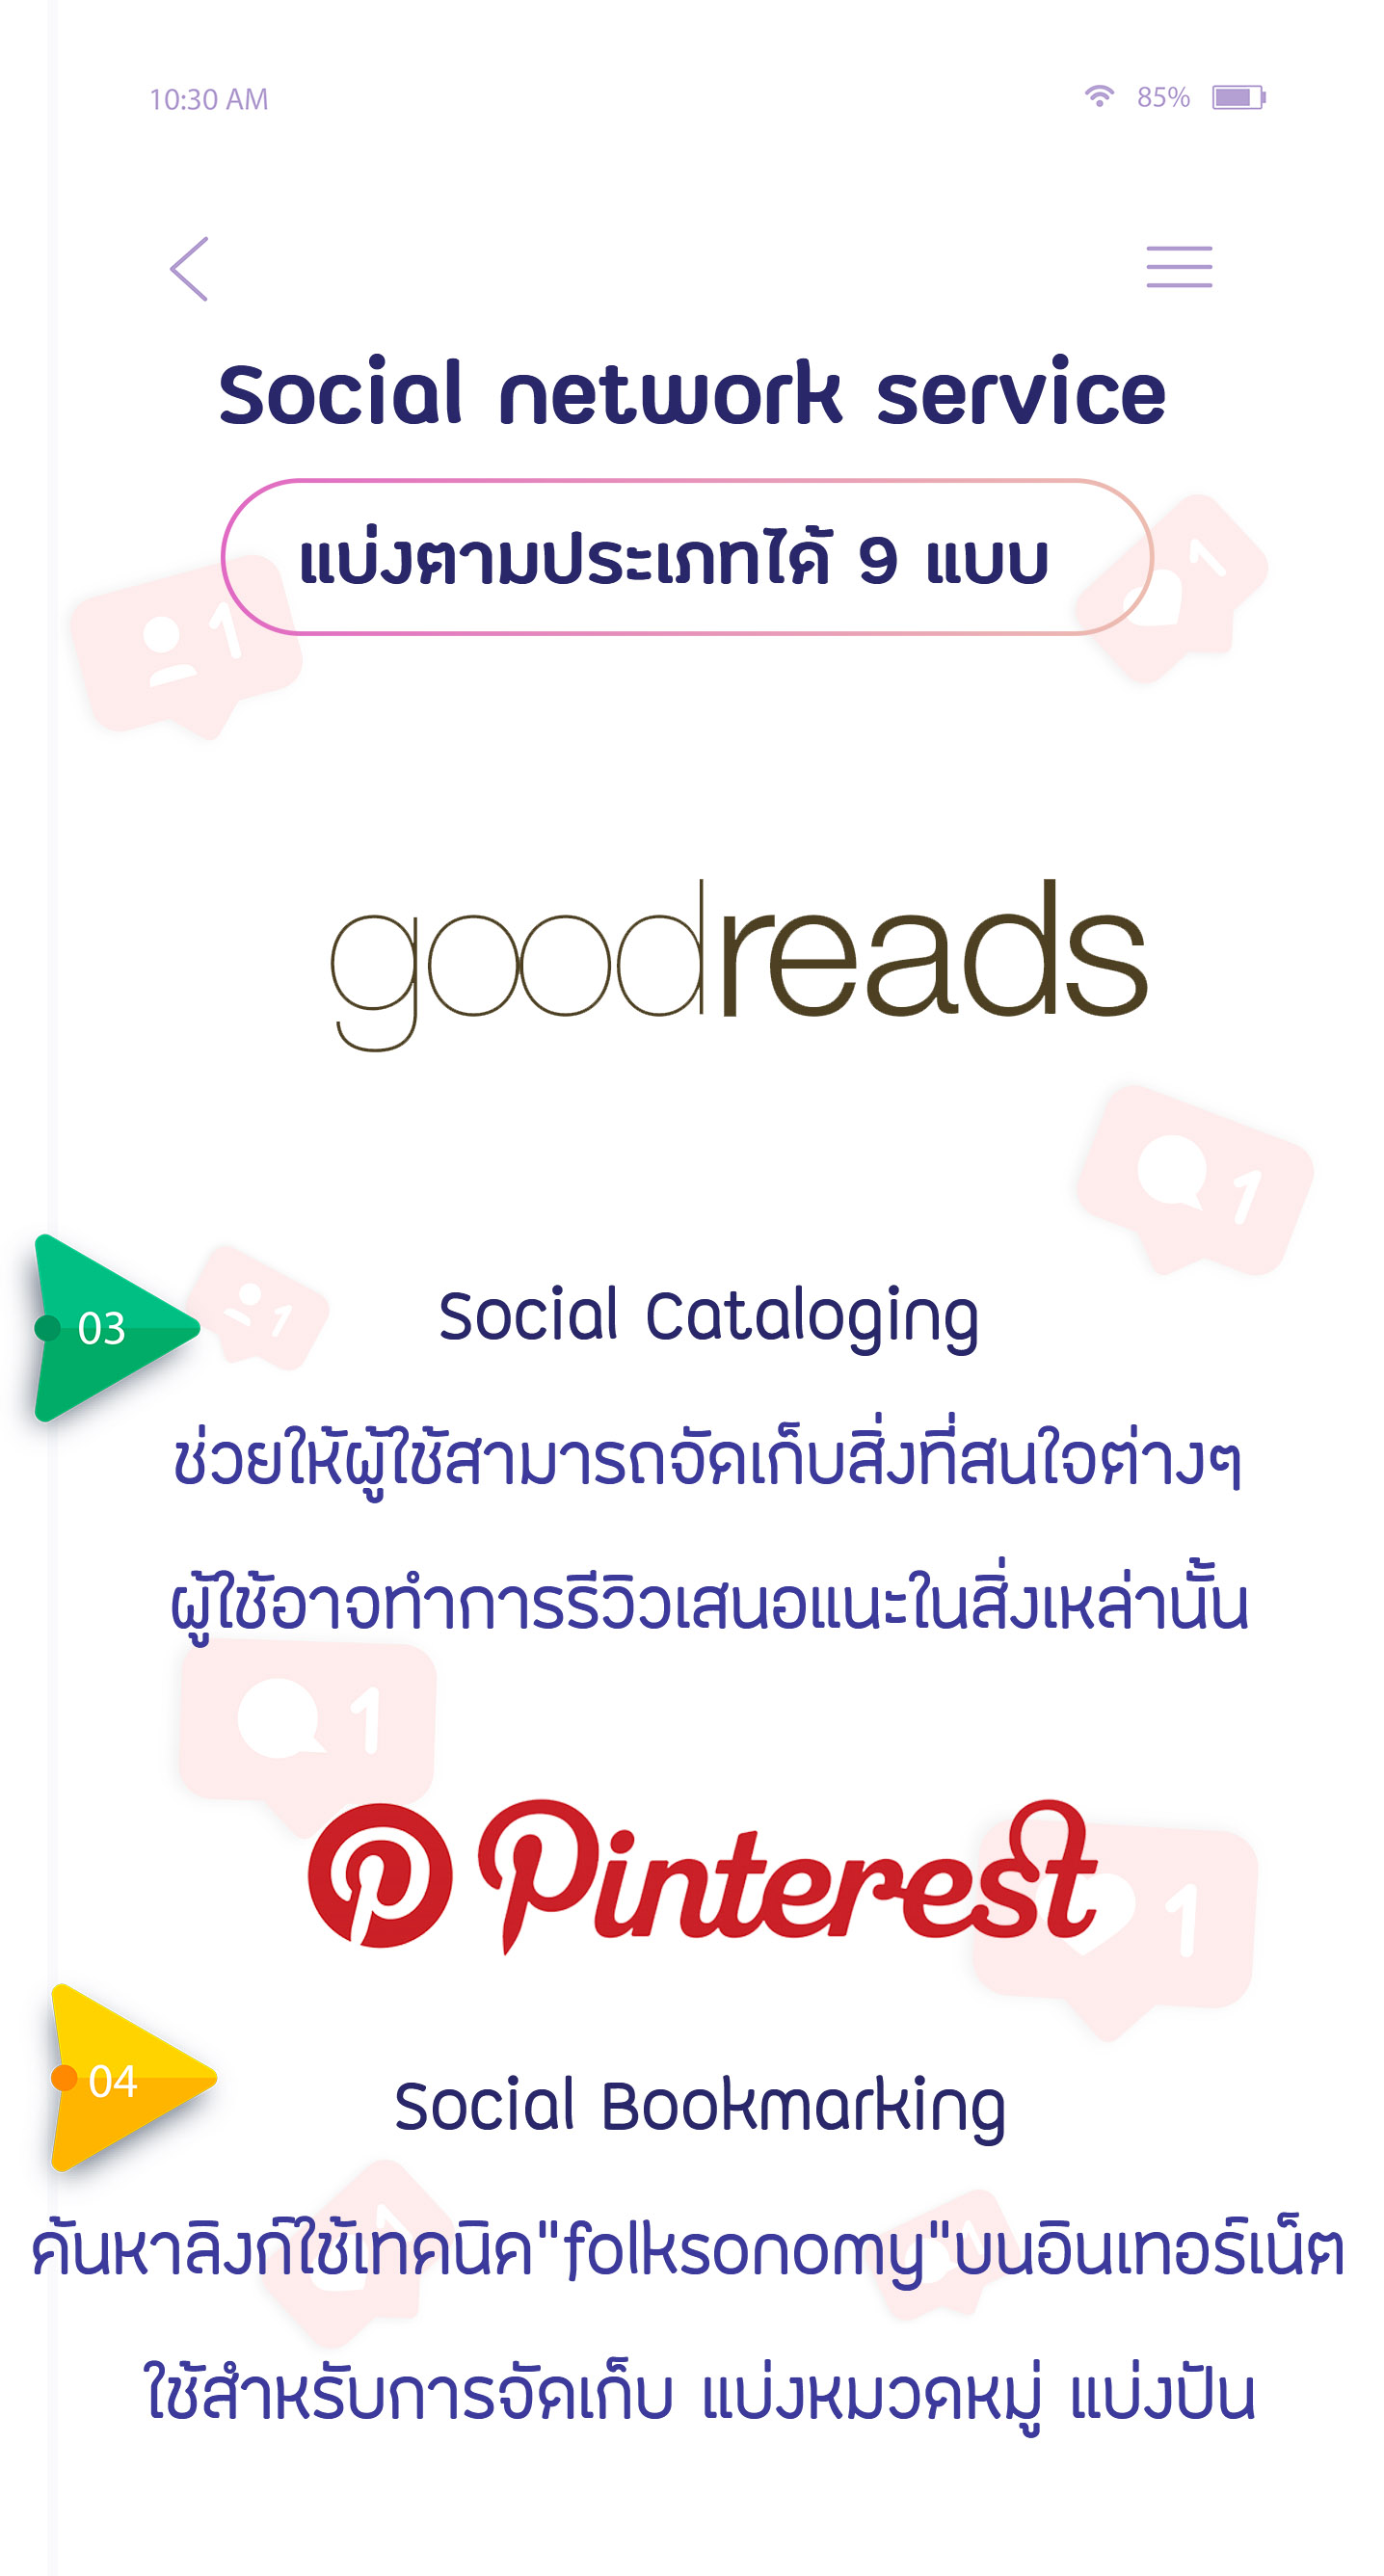 10:30 AM 85%
Social network service
แบ่งตามประเภทได้ 9 แบบ
1
1
goodreads
1
03
1
Social Cataloging
ช่วยให้ผู้ใช้สามารถจัดเก็บสิ่งที่สนใจต่างๆ
ผู้ใช้อาจทำการรีวิวเสนอแนะในสิ่งเหล่านั้น
1
Pinterest
1
04
Social Bookmarking
ค้นหาลิงก์ใช้เทคนิค"folksonomy"บนอินเทอร์เน็ต
ใช้สำหรับการจัดเก็บ แบ่งหมวดหมู่ แบ่งปัน